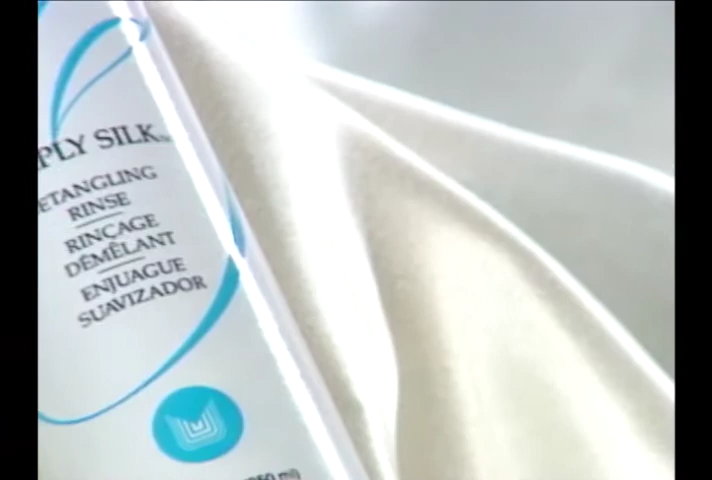 PLY SILK
ETANGLING
RINSE
RINÇAGE
DÉMÊLANT
ENJUAGUE
SUAVIZADOR